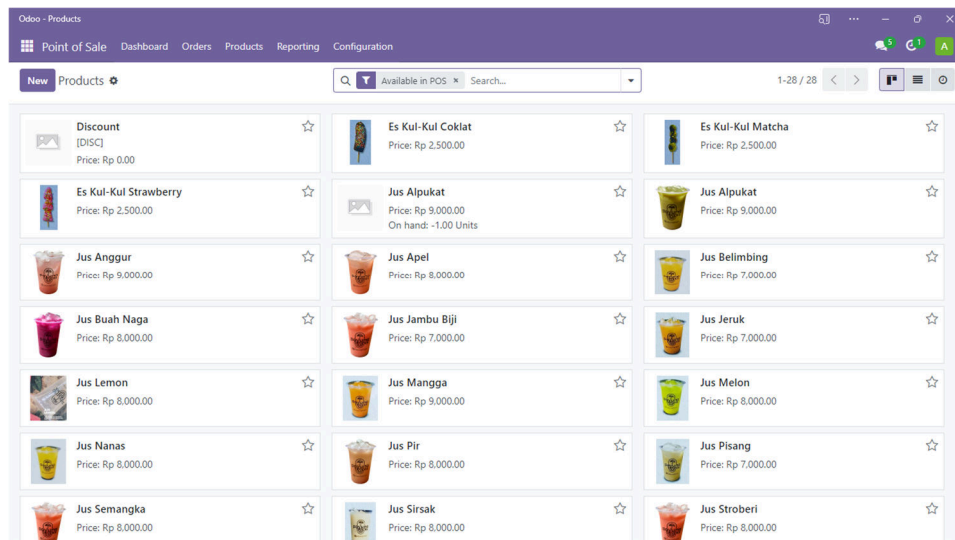 Odoo - Products
Point of Sale Dashboard Orders Products Reporting Configuration
5 1 A
New Products Available in POS × Search... 1-28 / 28
Discount
[DISC]
Price: Rp 0.00
Es Kul-Kul Coklat
Price: Rp 2,500.00
Es Kul-Kul Matcha
Price: Rp 2,500.00
Es Kul-Kul Strawberry
Price: Rp 2,500.00
Jus Alpukat
Price: Rp 9,000.00
On hand: -1.00 Units
Jus Alpukat
Price: Rp 9,000.00
Jus Anggur
Price: Rp 9,000.00
Jus Apel
Price: Rp 8,000.00
Jus Belimbing
Price: Rp 7,000.00
Jus Buah Naga
Price: Rp 8,000.00
Jus Jambu Biji
Price: Rp 7,000.00
Jus Jeruk
Price: Rp 7,000.00
Jus Lemon
Price: Rp 8,000.00
Jus Mangga
Price: Rp 9,000.00
Jus Melon
Price: Rp 8,000.00
Jus Nanas
Price: Rp 8,000.00
Jus Pir
Price: Rp 8,000.00
Jus Pisang
Price: Rp 7,000.00
Jus Semangka
Price: Rp 8,000.00
Jus Sirsak
Price: Rp 8,000.00
Jus Stroberi
Price: Rp 8,000.00